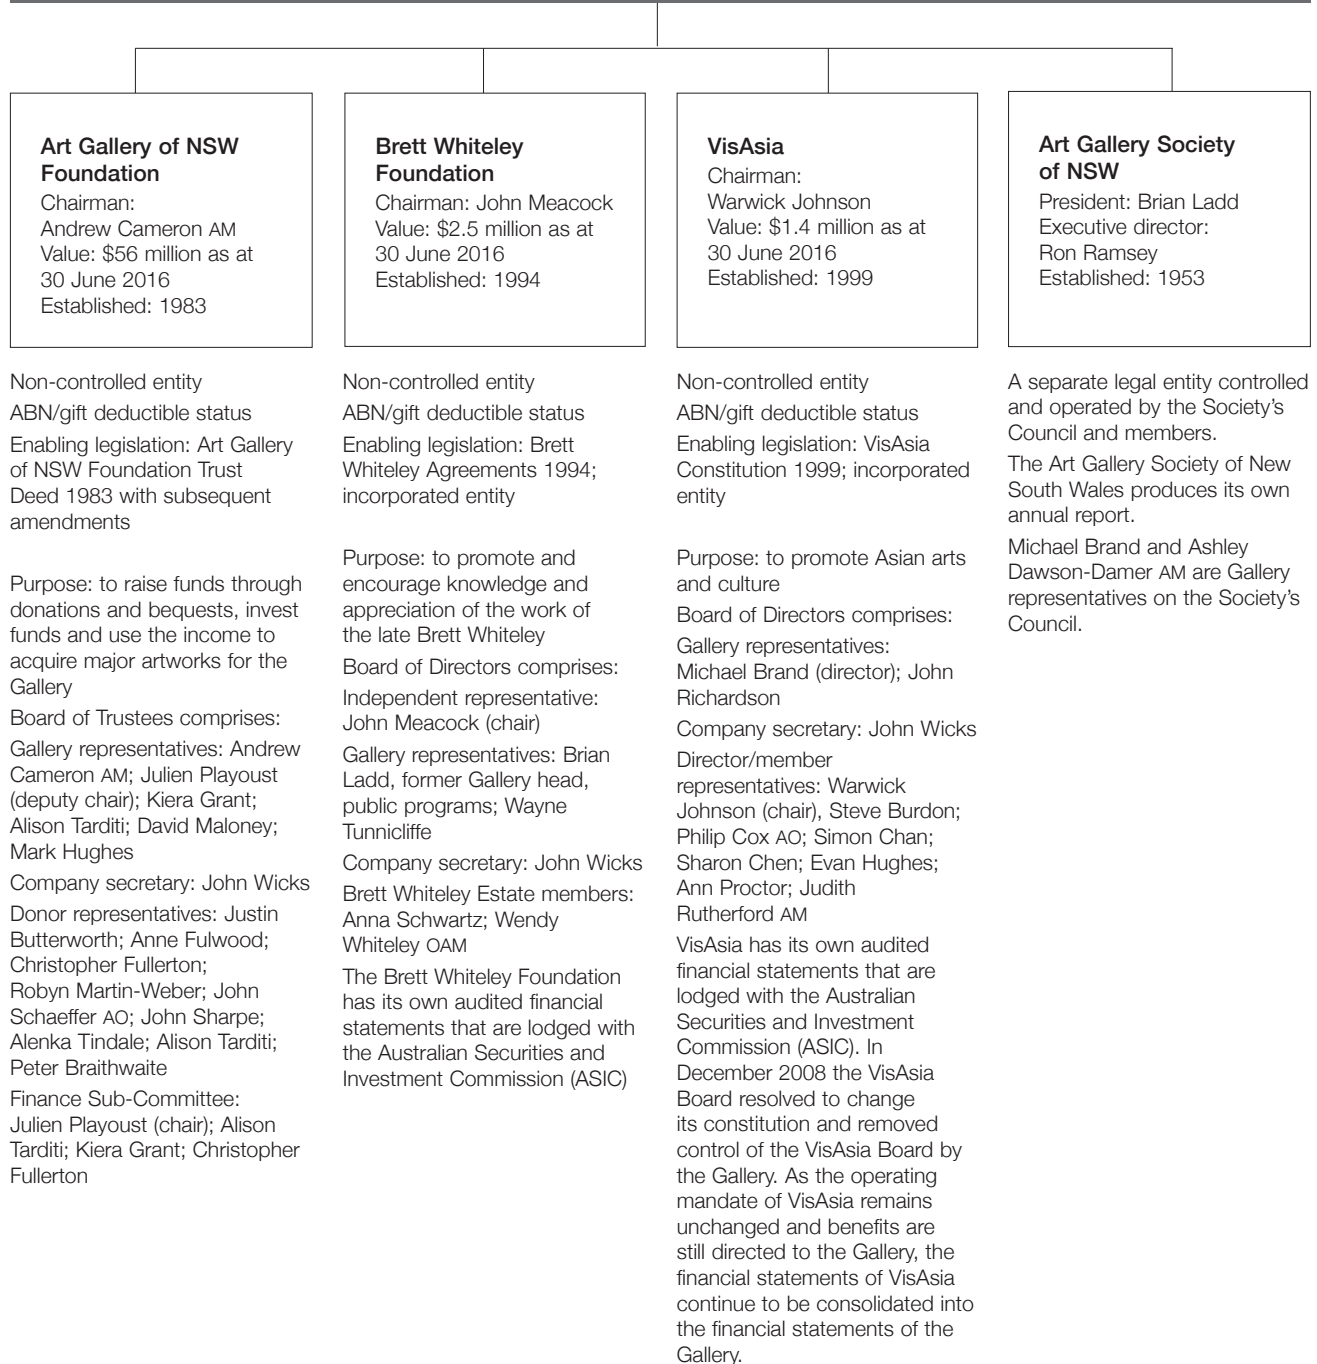 Art Gallery of NSW
Foundation
Chairman:
Andrew Cameron AM
Value: $56 million as at
30 June 2016
Established: 1983
Non-controlled entity
ABN/gift deductible status
Enabling legislation: Art Gallery
of NSW Foundation Trust
Deed 1983 with subsequent
amendments
Purpose: to raise funds through
donations and bequests, invest
funds and use the income to
acquire major artworks for the
Gallery
Board of Trustees comprises:
Gallery representatives: Andrew
Cameron AM; Julien Playoust
(deputy chair); Kiera Grant;
Alison Tarditi; David Maloney;
Mark Hughes
Company secretary: John Wicks
Donor representatives: Justin
Butterworth; Anne Fulwood;
Christopher Fullerton;
Robyn Martin-Weber; John
Schaeffer AO; John Sharpe;
Alenka Tindale; Alison Tarditi;
Peter Braithwaite
Finance Sub-Committee:
Julien Playoust (chair); Alison
Tarditi; Kiera Grant; Christopher
Fullerton
Brett Whiteley
Foundation
Chairman: John Meacock
Value: $2.5 million as at
30 June 2016
Established: 1994
Non-controlled entity
ABN/gift deductible status
Enabling legislation: Brett
Whiteley Agreements 1994;
incorporated entity
Purpose: to promote and
encourage knowledge and
appreciation of the work of
the late Brett Whiteley
Board of Directors comprises:
Independent representative:
John Meacock (chair)
Gallery representatives: Brian
Ladd, former Gallery head,
public programs; Wayne
Tunnicliffe
Company secretary: John Wicks
Brett Whiteley Estate members:
Anna Schwartz; Wendy
Whiteley OAM
The Brett Whiteley Foundation
has its own audited financial
statements that are lodged with
the Australian Securities and
Investment Commission (ASIC)
VisAsia
Chairman:
Warwick Johnson
Value: $1.4 million as at
30 June 2016
Established: 1999
Non-controlled entity
ABN/gift deductible status
Enabling legislation: VisAsia
Constitution 1999; incorporated
entity
Purpose: to promote Asian arts
and culture
Board of Directors comprises:
Gallery representatives:
Michael Brand (director); John
Richardson
Company secretary: John Wicks
Director/member
representatives: Warwick
Johnson (chair), Steve Burdon;
Philip Cox AO; Simon Chan;
Sharon Chen; Evan Hughes;
Ann Proctor; Judith
Rutherford AM
VisAsia has its own audited
financial statements that are
lodged with the Australian
Securities and Investment
Commission (ASIC). In
December 2008 the VisAsia
Board resolved to change
its constitution and removed
control of the VisAsia Board by
the Gallery. As the operating
mandate of VisAsia remains
unchanged and benefits are
still directed to the Gallery, the
financial statements of VisAsia
continue to be consolidated into
the financial statements of the
Gallery.
Art Gallery Society
of NSW
President: Brian Ladd
Executive director:
Ron Ramsey
Established: 1953
A separate legal entity controlled
and operated by the Society's
Council and members.
The Art Gallery Society of New
South Wales produces its own
annual report.
Michael Brand and Ashley
Dawson-Damer AM are Gallery
representatives on the Society's
Council.